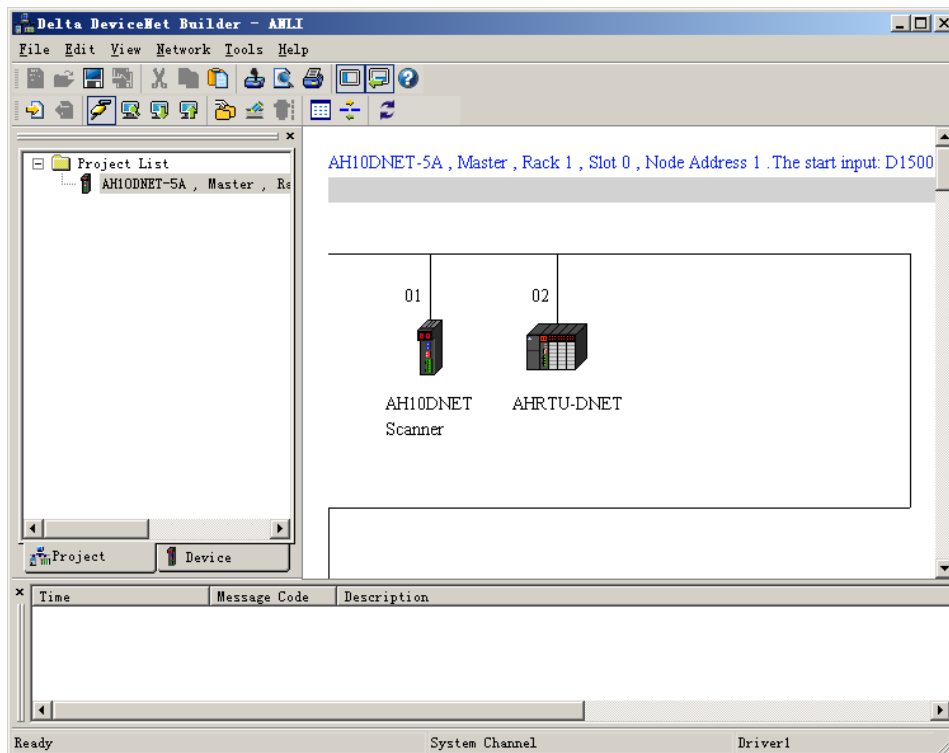 Delta DeviceNet Builder - ANLI
File Edit View Network Tools Help
Project List
AH10DNET-5A , Master , Ra
Project
Device
AH10DNET-5A , Master , Rack 1 , Slot 0 , Node Address 1 . The start input: D1500
01
02
AH10DNET
Scanner
AHRTU-DNET
Time
Message Code
Description
Ready
System Channel
Driver1